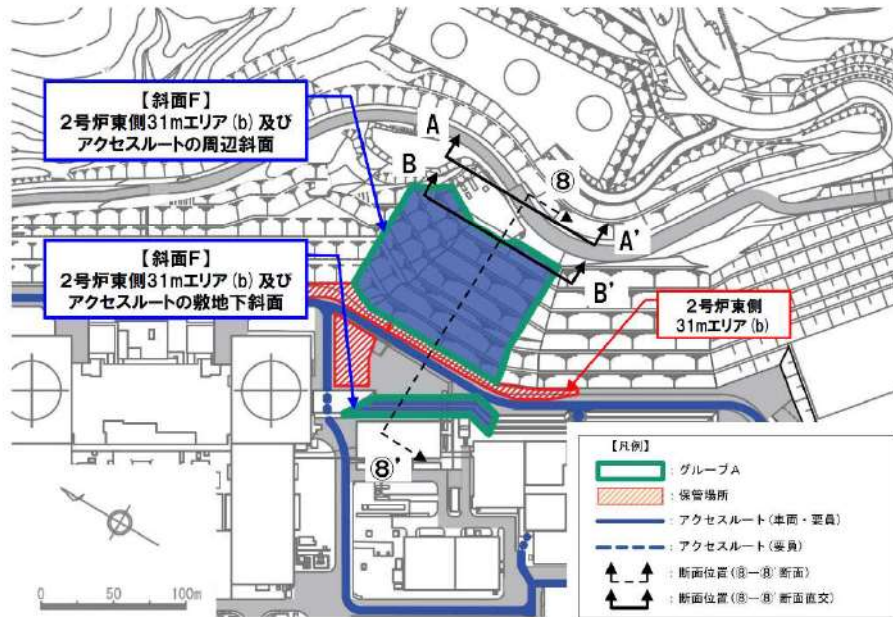 【斜面F】
2号炉東側31mエリア(b)及び
アクセスルートの周辺斜面
A
B
⑧
A'
B'
【斜面F】
2号炉東側31mエリア(b)及び
アクセスルートの敷地下斜面
2号炉東側
31mエリア(b)
⑧'
【凡例】
:グループA
:保管場所
:アクセスルート(車両・要員)
:アクセスルート(要員)
:断面位置(⑧-⑧'断面)
:断面位置(⑧-⑧'断面直交)
0 50 100m